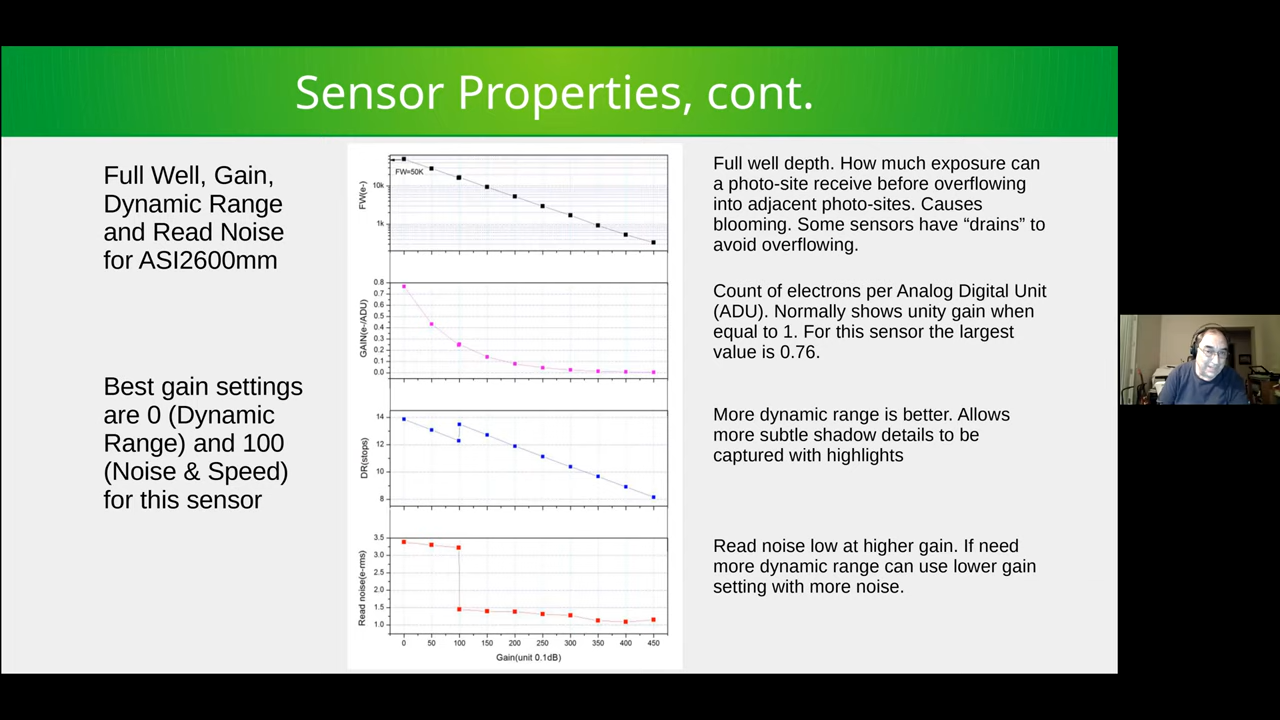 Sensor Properties, cont.
Full Well, Gain,
Dynamic Range
and Read Noise
for ASI2600mm
Best gain settings
are 0 (Dynamic
Range) and 100
(Noise & Speed)
for this sensor
FW(e-)
FW=50K
10k
1k
GAIN(e-/ADU)
0.8
0.7
0.6
0.5
0.4
0.3
0.2
0.1
0.0
DR(stops)
14
12
10
8
Read noise(e-rms)
3.5
3.0
2.5
2.0
1.5
1.0
0 50 100 150 200 250 300 350 400 450
Gain(unit 0.1dB)
Full well depth. How much exposure can
a photo-site receive before overflowing
into adjacent photo-sites. Causes
blooming. Some sensors have “drains” to
avoid overflowing.
Count of electrons per Analog Digital Unit
(ADU). Normally shows unity gain when
equal to 1. For this sensor the largest
value is 0.76.
More dynamic range is better. Allows
more subtle shadow details to be
captured with highlights
Read noise low at higher gain. If need
more dynamic range can use lower gain
setting with more noise.